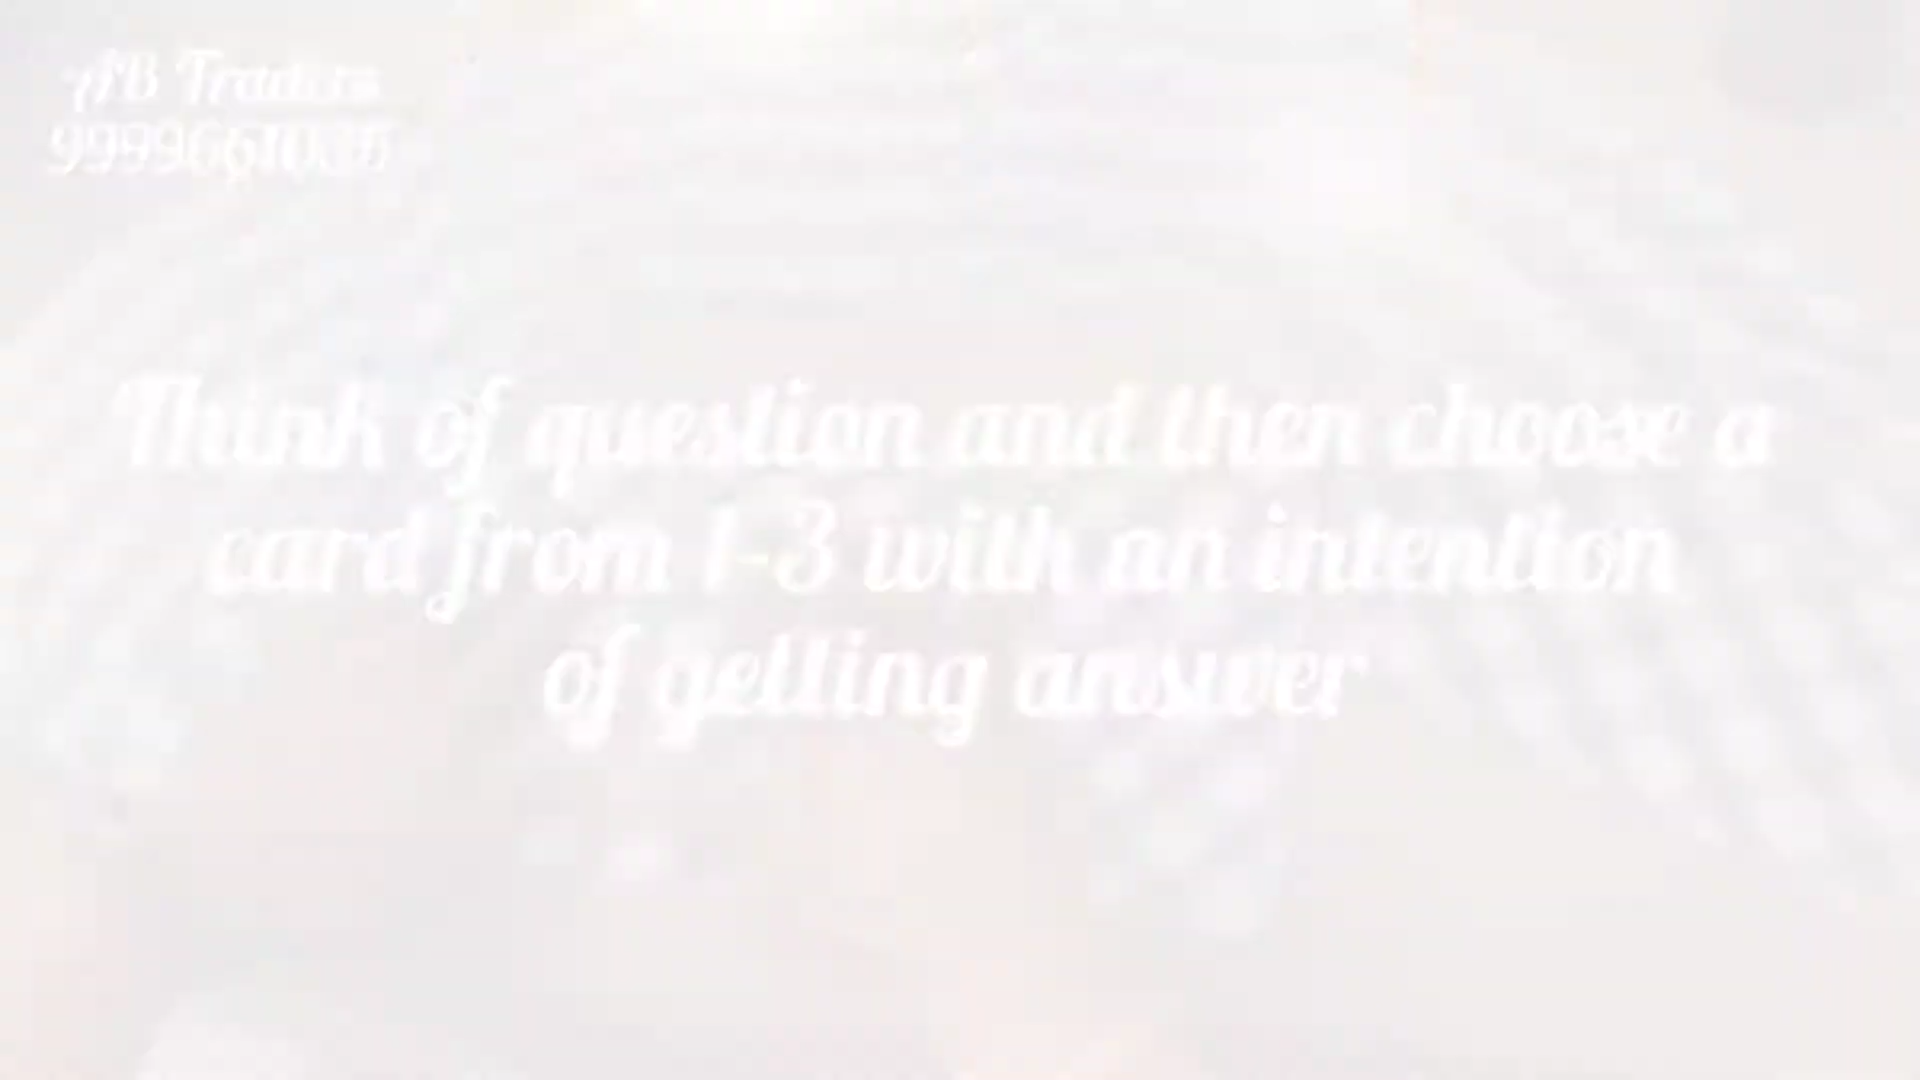 AB Traders
Think of question and then choose a
card from 1-3 with an intention
of getting answer